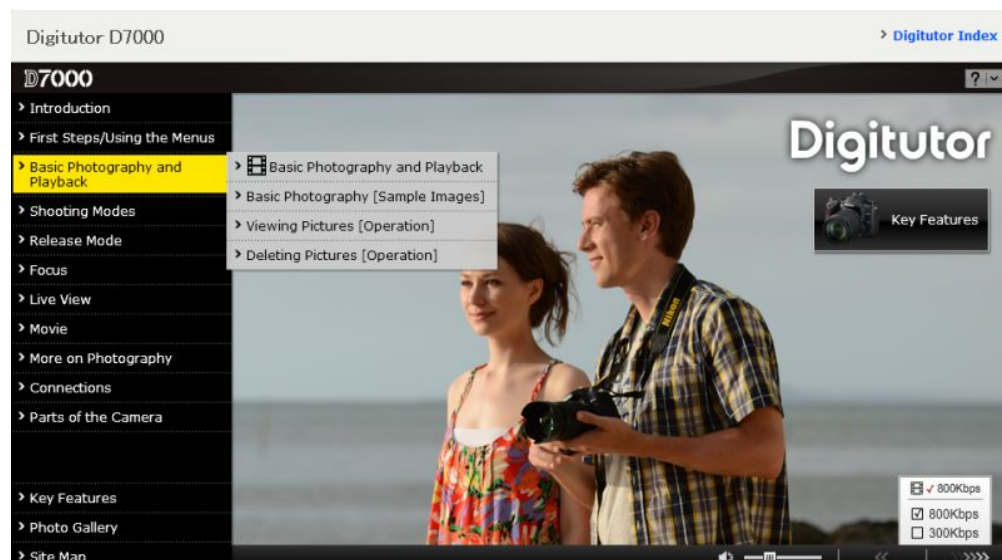 Digitutor D7000
> Digitutor Index
D7000
? 
> Introduction
> First Steps/Using the Menus
> Basic Photography and
Playback
> Basic Photography and Playback
> Basic Photography [Sample Images]
> Viewing Pictures [Operation]
> Deleting Pictures [Operation]
> Shooting Modes
> Release Mode
> Focus
> Live View
> Movie
> More on Photography
> Connections
> Parts of the Camera
> Key Features
> Photo Gallery
> Site Map
Digitutor
Key Features
Nikon
✓ 800Kbps
☑ 800Kbps
☐ 300Kbps